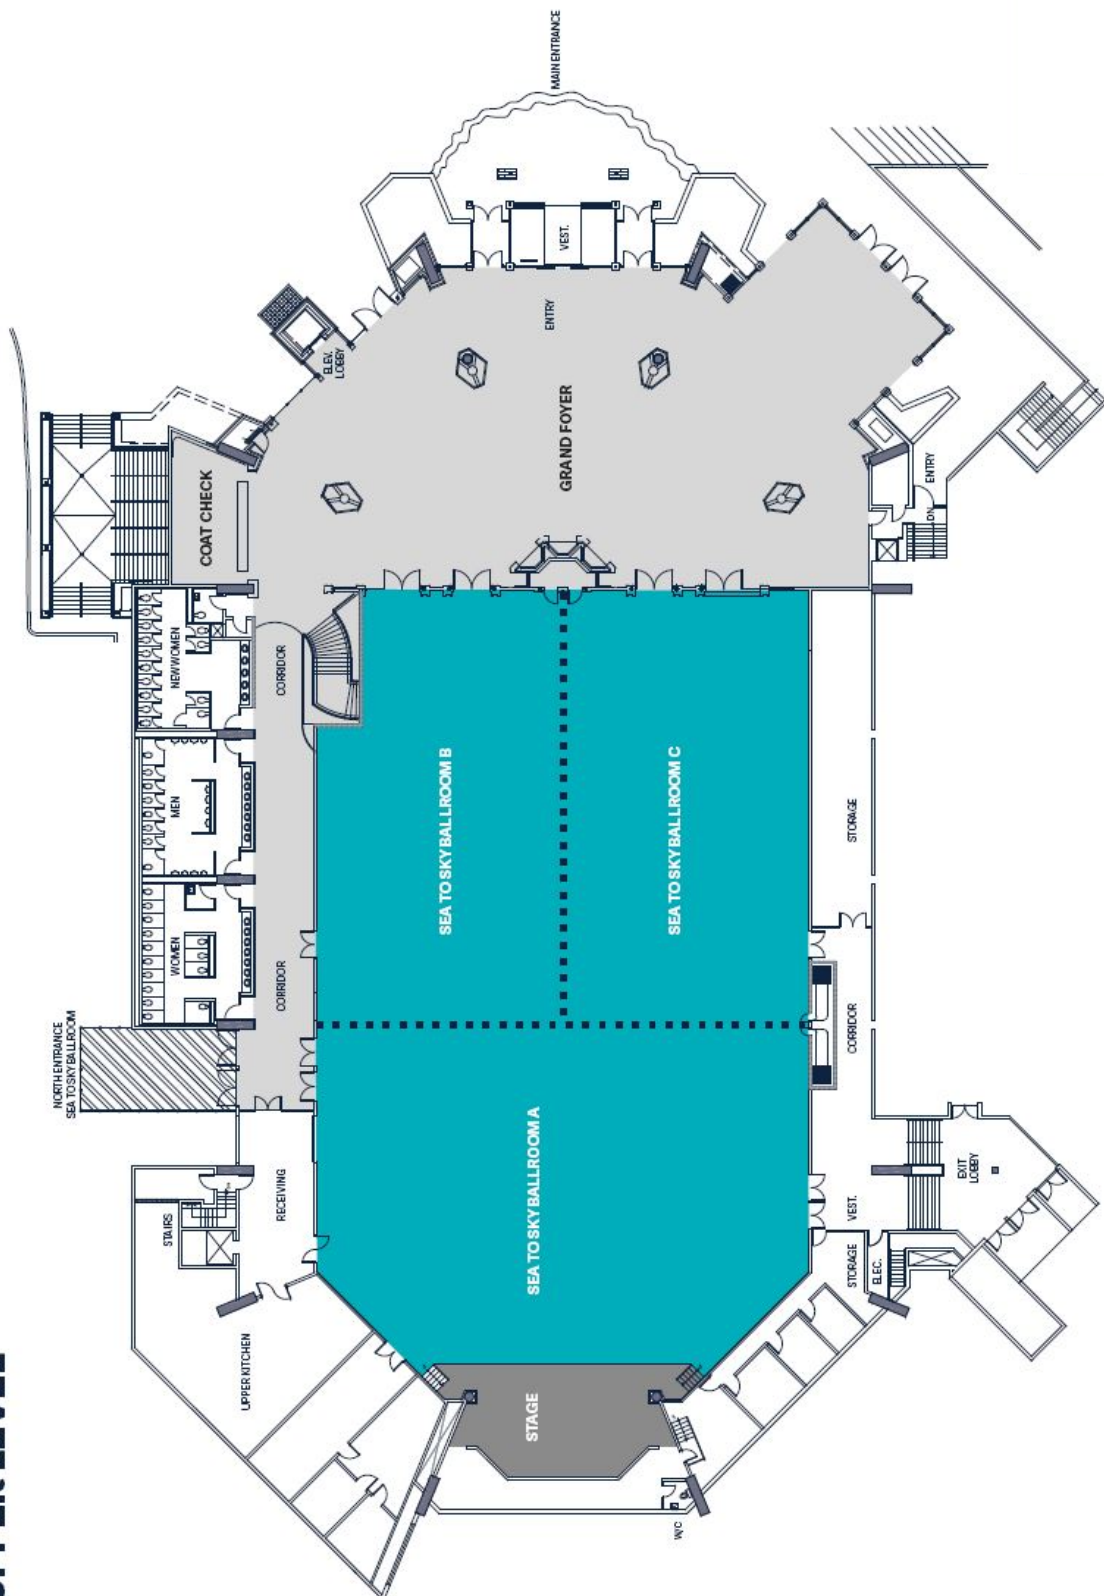 NORTH ENTRANCE
SEA TO SKY BALLROOM
STAIRS
WOMEN
MEN
NEW WOMEN
COAT CHECK
UPPER KITCHEN
RECEIVING
CORRIDOR
CORRIDOR
ELEV.
LOBBY
SEA TO SKY BALLROOM B
STAGE
SEA TO SKY BALLROOM A
GRAND FOYER
ENTRY
VEST.
MAIN ENTRANCE
SEA TO SKY BALLROOM C
W/C
STORAGE
VEST.
CORRIDOR
STORAGE
ELEC.
EXIT
LOBBY
DN.
ENTRY